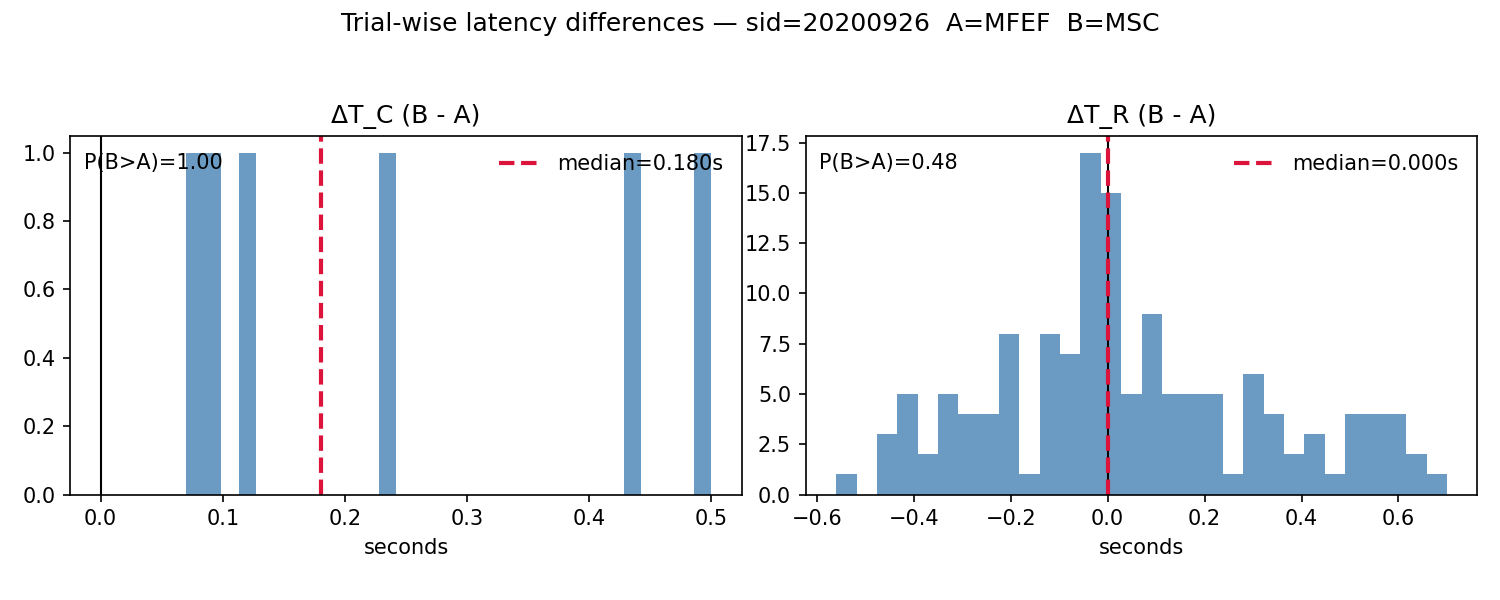 Trial-wise latency differences — sid=20200926  A=MFEF  B=MSC
ΔT_C (B - A)
P(B>A)=1.00
median=0.180s
1.0
0.8
0.6
0.4
0.2
0.0
0.0 0.1 0.2 0.3 0.4 0.5
seconds
ΔT_R (B - A)
P(B>A)=0.48
median=0.000s
17.5
15.0
12.5
10.0
7.5
5.0
2.5
0.0
−0.6 −0.4 −0.2 0.0 0.2 0.4 0.6
seconds